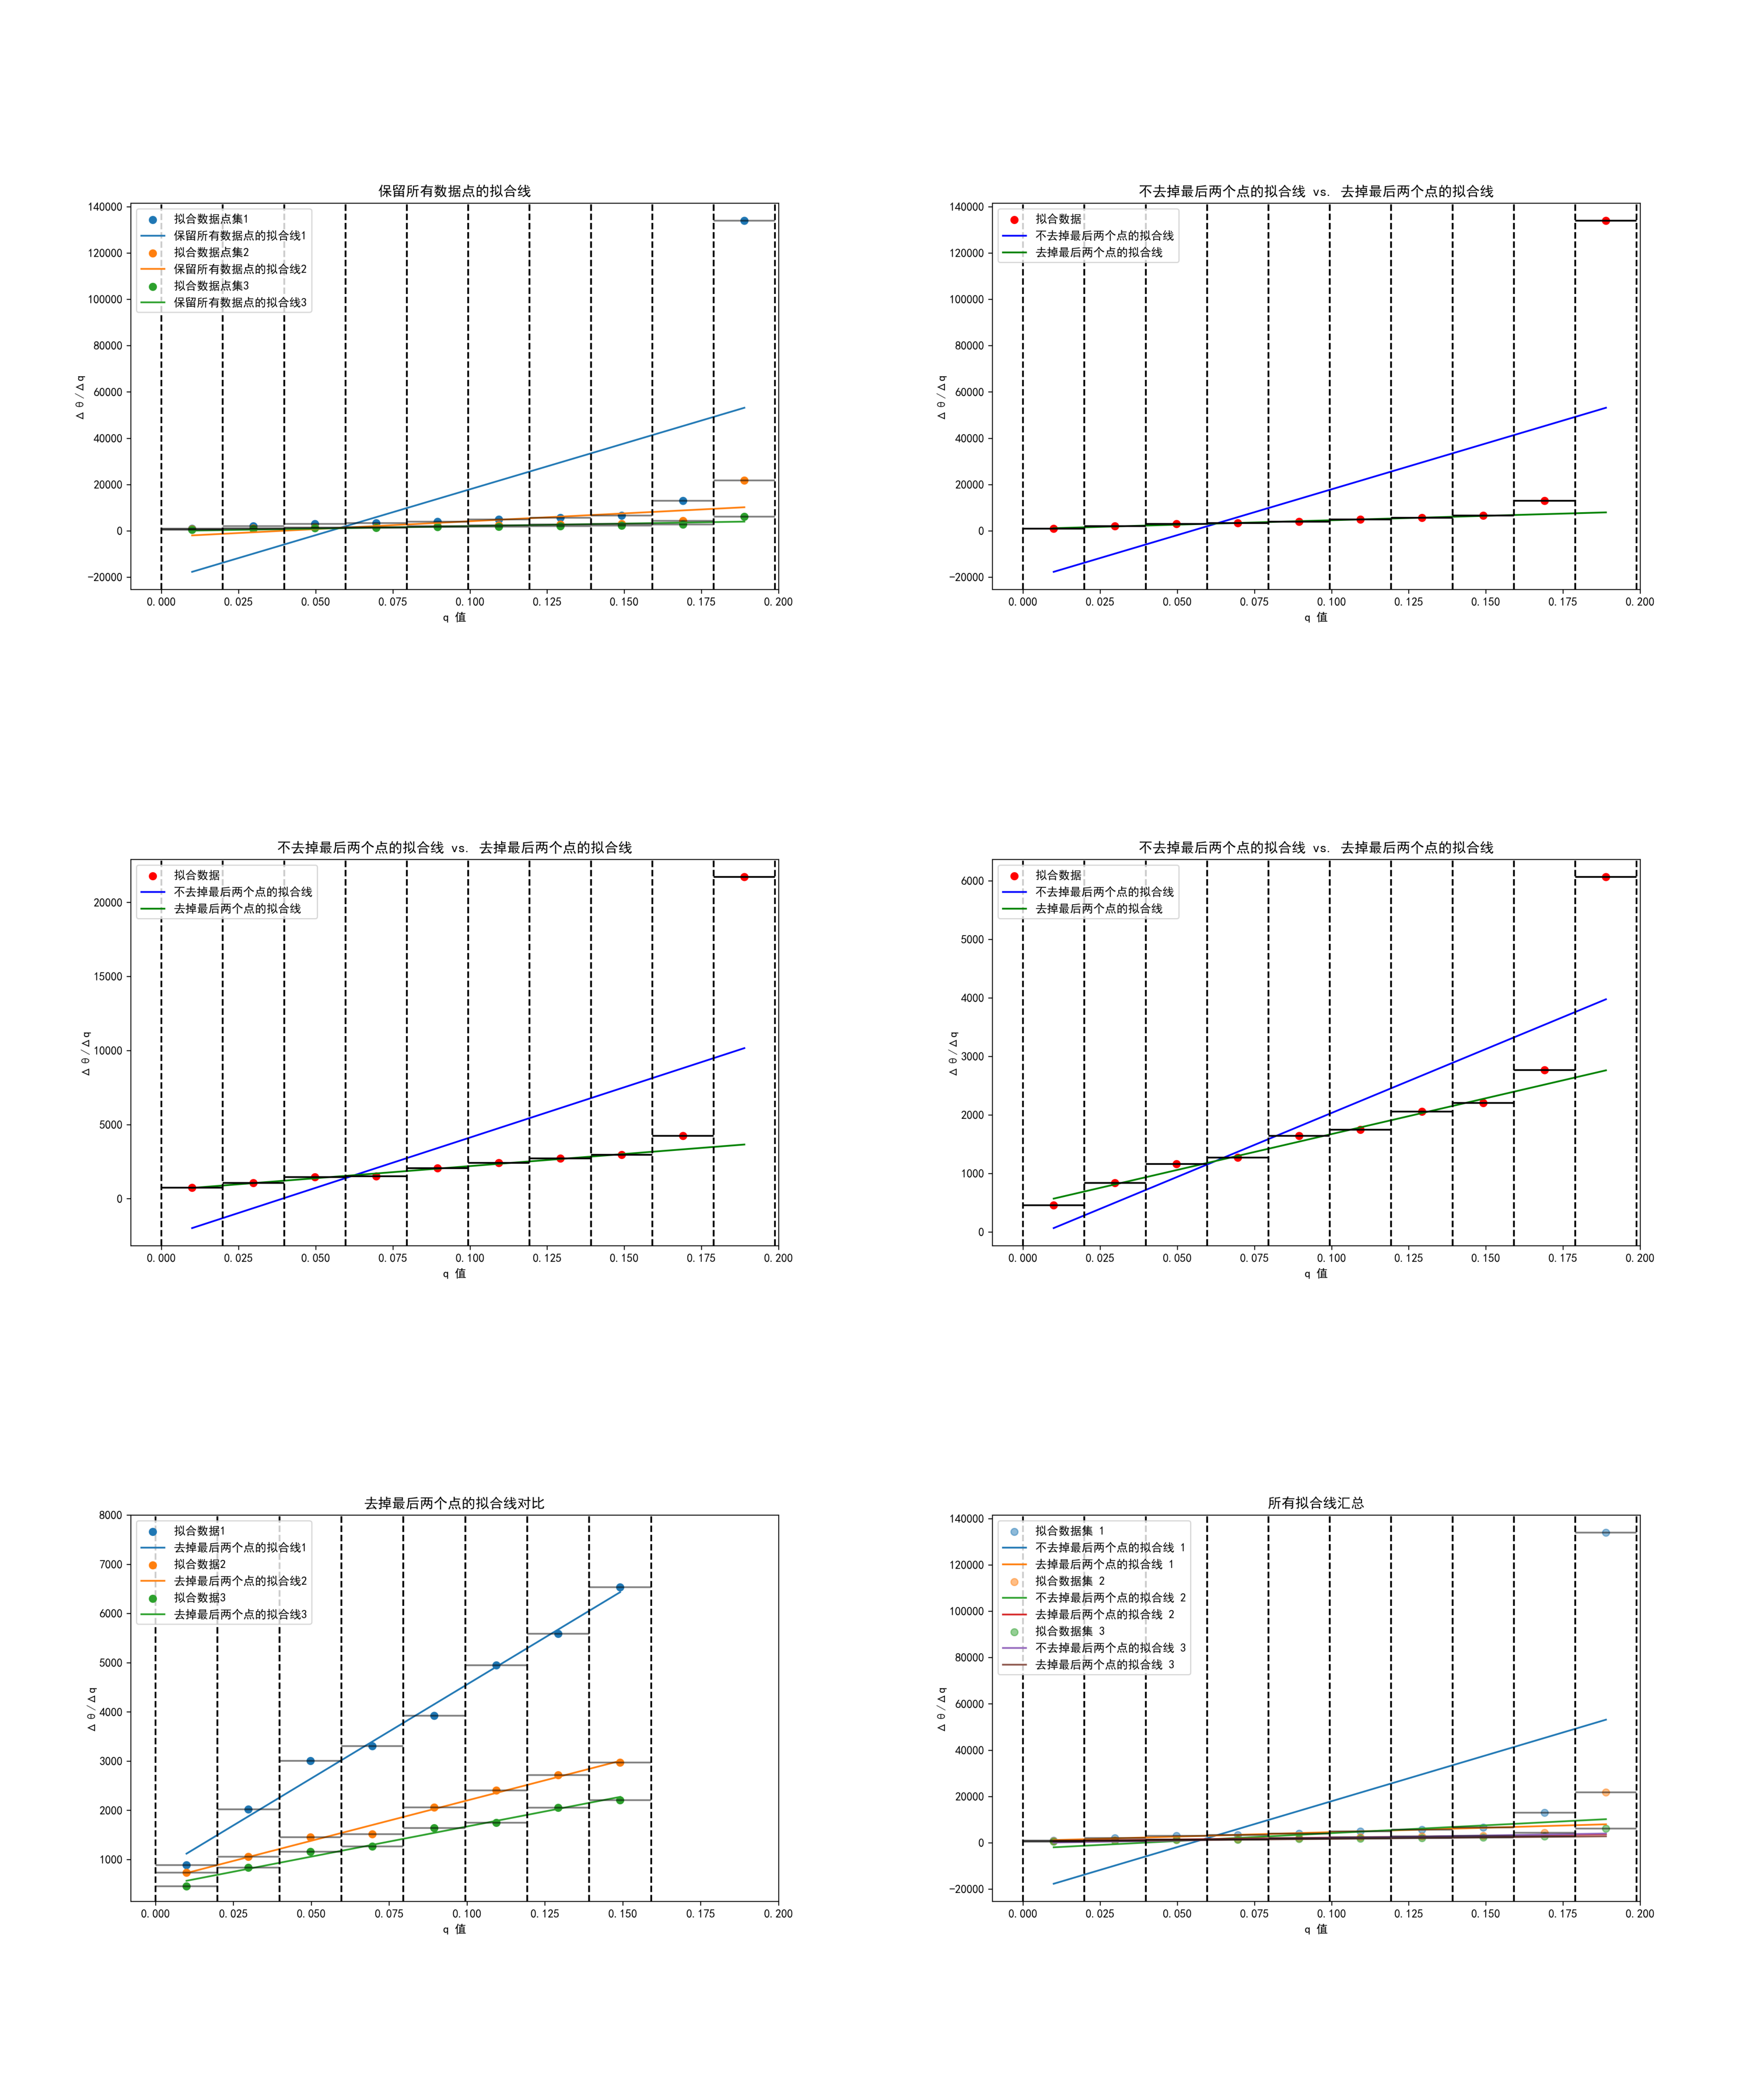 保留所有数据点的拟合线
140000
120000
100000
80000
60000
40000
20000
0
−20000
Δθ/Δq
拟合数据点集1
保留所有数据点的拟合线1
拟合数据点集2
保留所有数据点的拟合线2
拟合数据点集3
保留所有数据点的拟合线3
0.000 0.025 0.050 0.075 0.100 0.125 0.150 0.175 0.200
q 值
不去掉最后两个点的拟合线 vs. 去掉最后两个点的拟合线
140000
120000
100000
80000
60000
40000
20000
0
−20000
Δθ/Δq
拟合数据
不去掉最后两个点的拟合线
去掉最后两个点的拟合线
0.000 0.025 0.050 0.075 0.100 0.125 0.150 0.175 0.200
q 值
不去掉最后两个点的拟合线 vs. 去掉最后两个点的拟合线
20000
15000
10000
5000
0
Δθ/Δq
拟合数据
不去掉最后两个点的拟合线
去掉最后两个点的拟合线
0.000 0.025 0.050 0.075 0.100 0.125 0.150 0.175 0.200
q 值
不去掉最后两个点的拟合线 vs. 去掉最后两个点的拟合线
6000
5000
4000
3000
2000
1000
0
Δθ/Δq
拟合数据
不去掉最后两个点的拟合线
去掉最后两个点的拟合线
0.000 0.025 0.050 0.075 0.100 0.125 0.150 0.175 0.200
q 值
去掉最后两个点的拟合线对比
8000
7000
6000
5000
4000
3000
2000
1000
Δθ/Δq
拟合数据1
去掉最后两个点的拟合线1
拟合数据2
去掉最后两个点的拟合线2
拟合数据3
去掉最后两个点的拟合线3
0.000 0.025 0.050 0.075 0.100 0.125 0.150 0.175 0.200
q 值
所有拟合线汇总
140000
120000
100000
80000
60000
40000
20000
0
−20000
Δθ/Δq
拟合数据集 1
不去掉最后两个点的拟合线 1
去掉最后两个点的拟合线 1
拟合数据集 2
不去掉最后两个点的拟合线 2
去掉最后两个点的拟合线 2
拟合数据集 3
不去掉最后两个点的拟合线 3
去掉最后两个点的拟合线 3
0.000 0.025 0.050 0.075 0.100 0.125 0.150 0.175 0.200
q 值